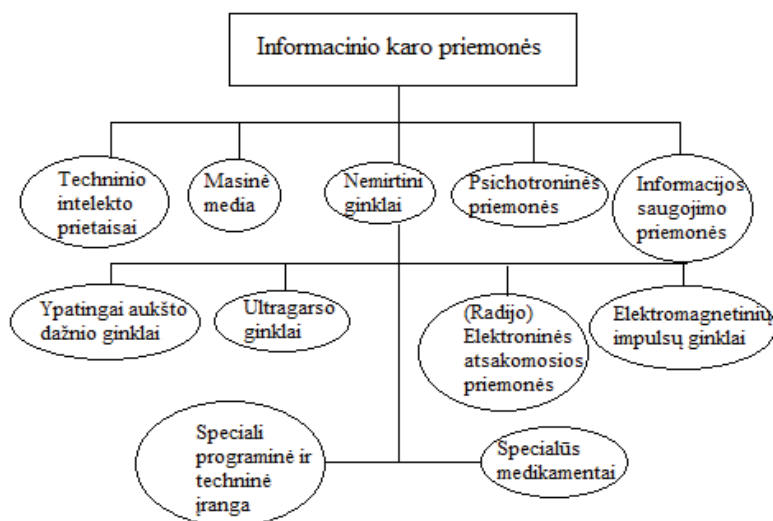 Informacinio karo priemonės
Techninio
intelekto
prietaisai
Masinė
media
Nemirtini
ginklai
Psichotroninės
priemonės
Informacijos
saugojimo
priemonės
Ypatingai aukšto
dažnio ginklai
Ultragarso
ginklai
(Radijo)
Elektroninės
atsakomosios
priemonės
Elektromagnetinių
impulsų ginklai
Speciali
programinė ir
techninė
įranga
Specialūs
medikamentai